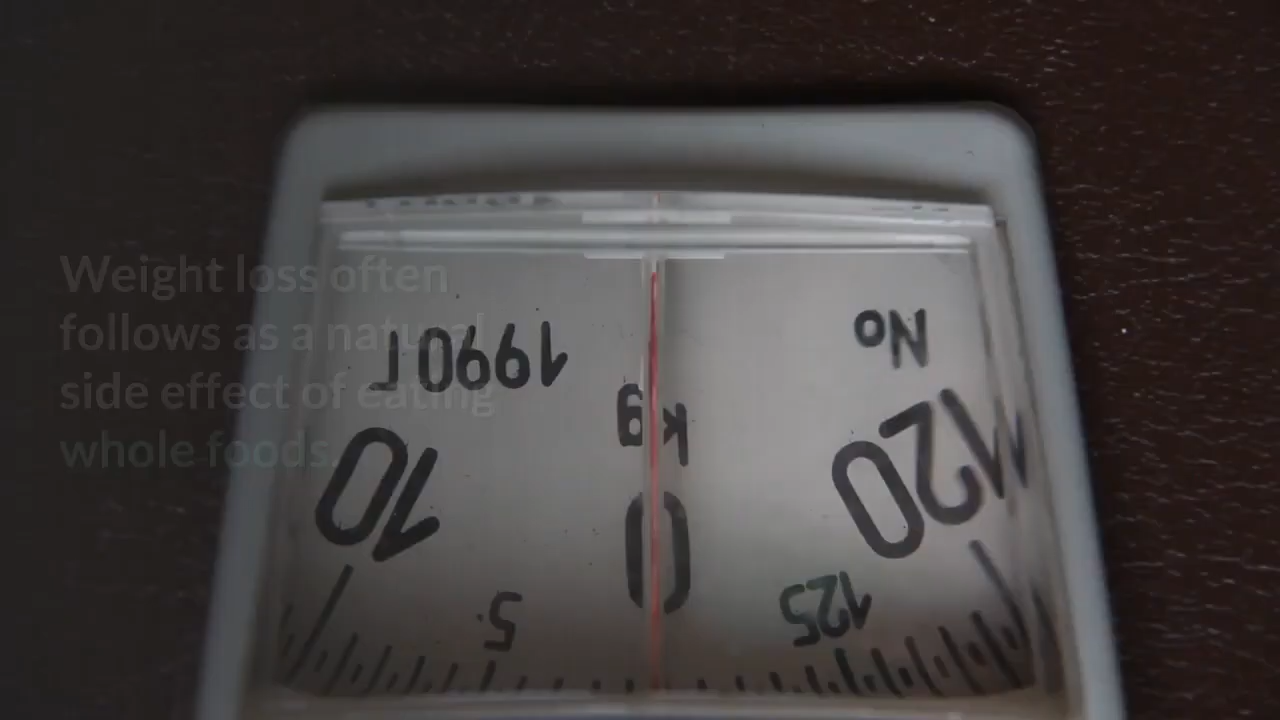 Weight loss often
follows as a natural
side effect of eating
whole foods.
No
1990г
kg
120
0
10
125
5